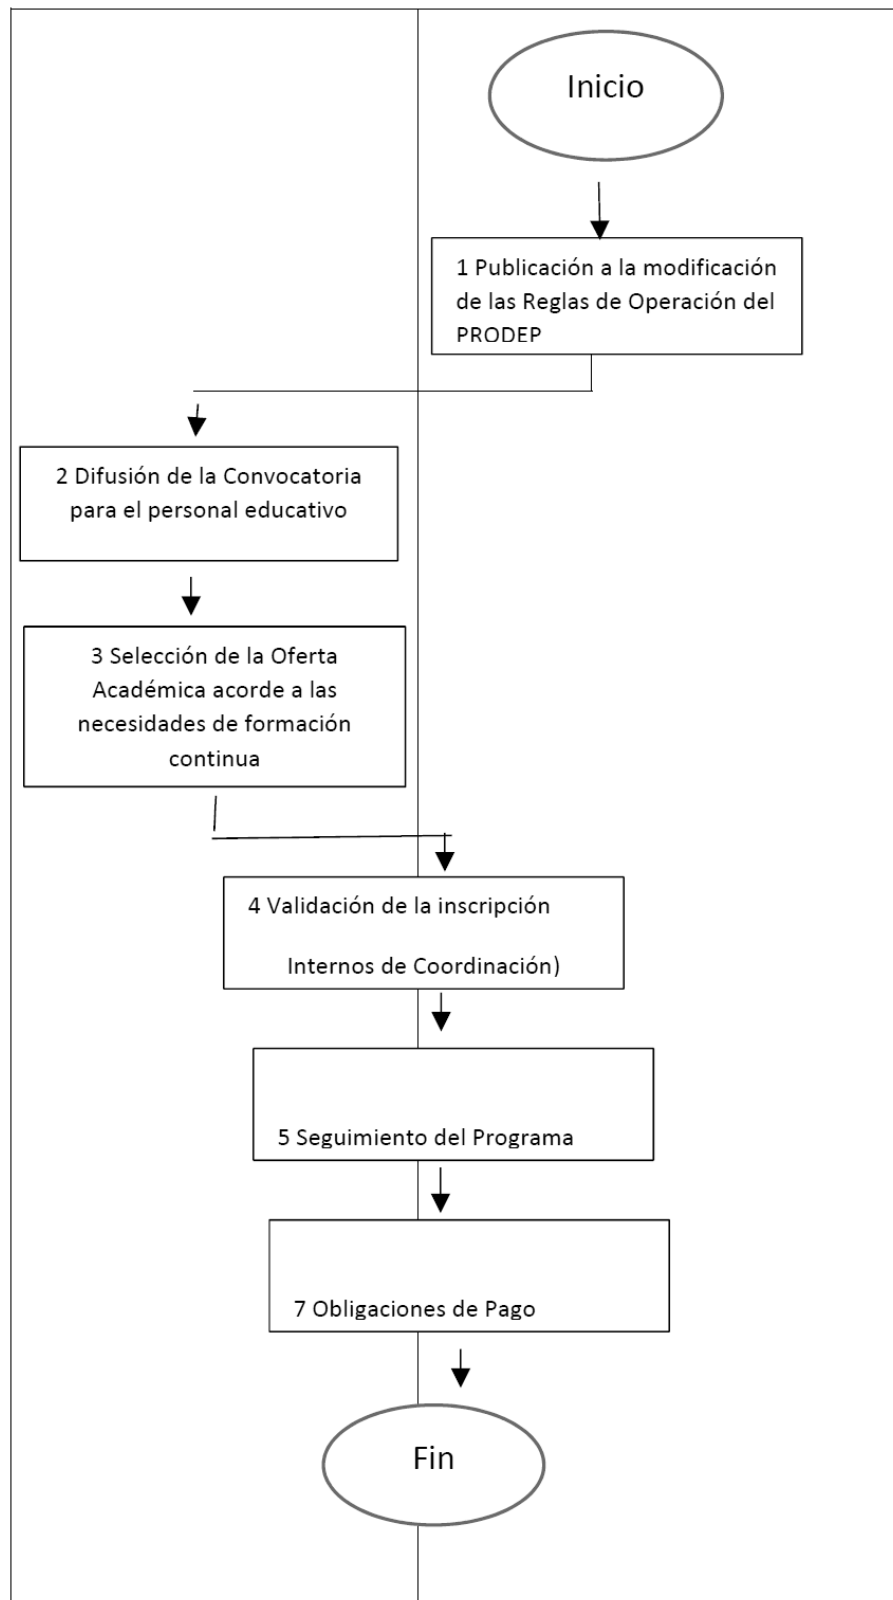 Inicio
1 Publicación a la modificación
de las Reglas de Operación del
PRODEP
2 Difusión de la Convocatoria
para el personal educativo
3 Selección de la Oferta
Académica acorde a las
necesidades de formación
continua
4 Validación de la inscripción
Internos de Coordinación)
5 Seguimiento del Programa
7 Obligaciones de Pago
Fin